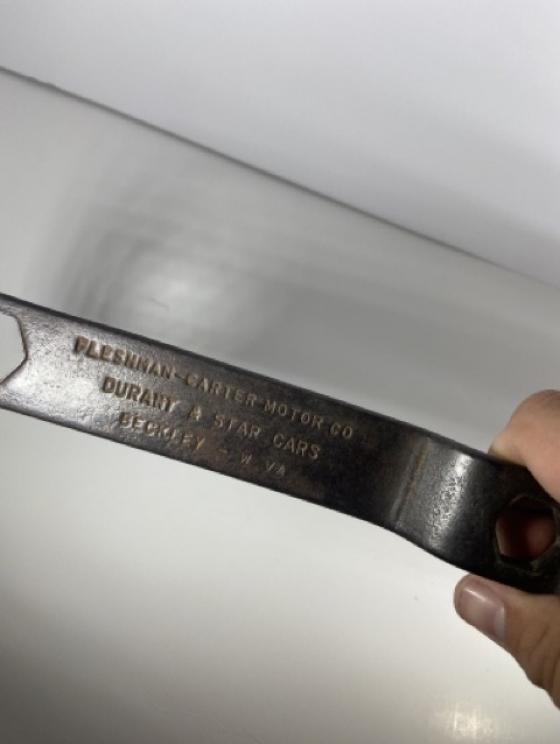 FLESHMAN-CARTER-MOTOR CO
DURANT & STAR CARS
BECKLEY - W VA